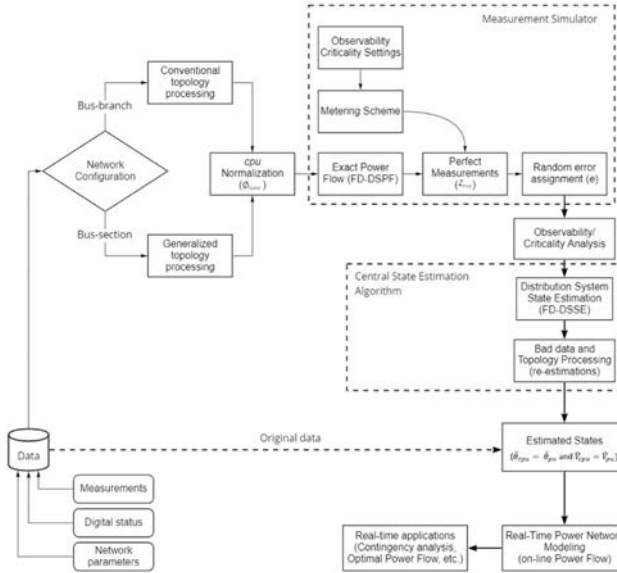 Measurement Simulator
Observability
Criticality Settings
Conventional
topology
processing
Bus-branch
Metering Scheme
Network
Configuration
cpu
Normalization
Exact Power
Flow (FD-DSPF)
Perfect
Measurements
Random error
assignment (e)
Bus-section
Generalized
topology
processing
Observability/
Criticality Analysis
Central State Estimation
Algorithm
Distribution System
State Estimation
(FD-DSSE)
Bad data and
Topology Processing
(re-estimations)
Original data
Data
Estimated States
Measurements
Digital status
Network
parameters
Real-time applications
(Contingency analysis,
Optimal Power Flow, etc.)
Real-Time Power Network
Modeling
(on-line Power Flow)